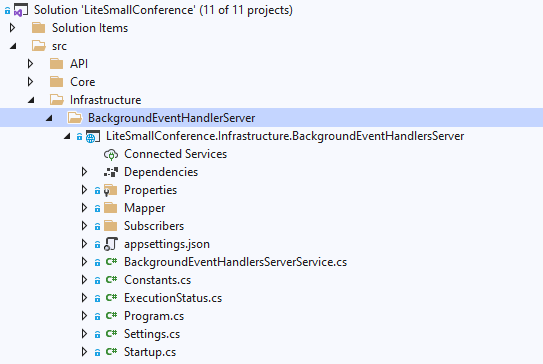 Solution 'LiteSmallConference' (11 of 11 projects)
Solution Items
src
API
Core
Infrastructure
BackgroundEventHandlerServer
LiteSmallConference.Infrastructure.BackgroundEventHandlersServer
Connected Services
Dependencies
Properties
Mapper
Subscribers
appsettings.json
C# BackgroundEventHandlersServerService.cs
C# Constants.cs
C# ExecutionStatus.cs
C# Program.cs
C# Settings.cs
C# Startup.cs